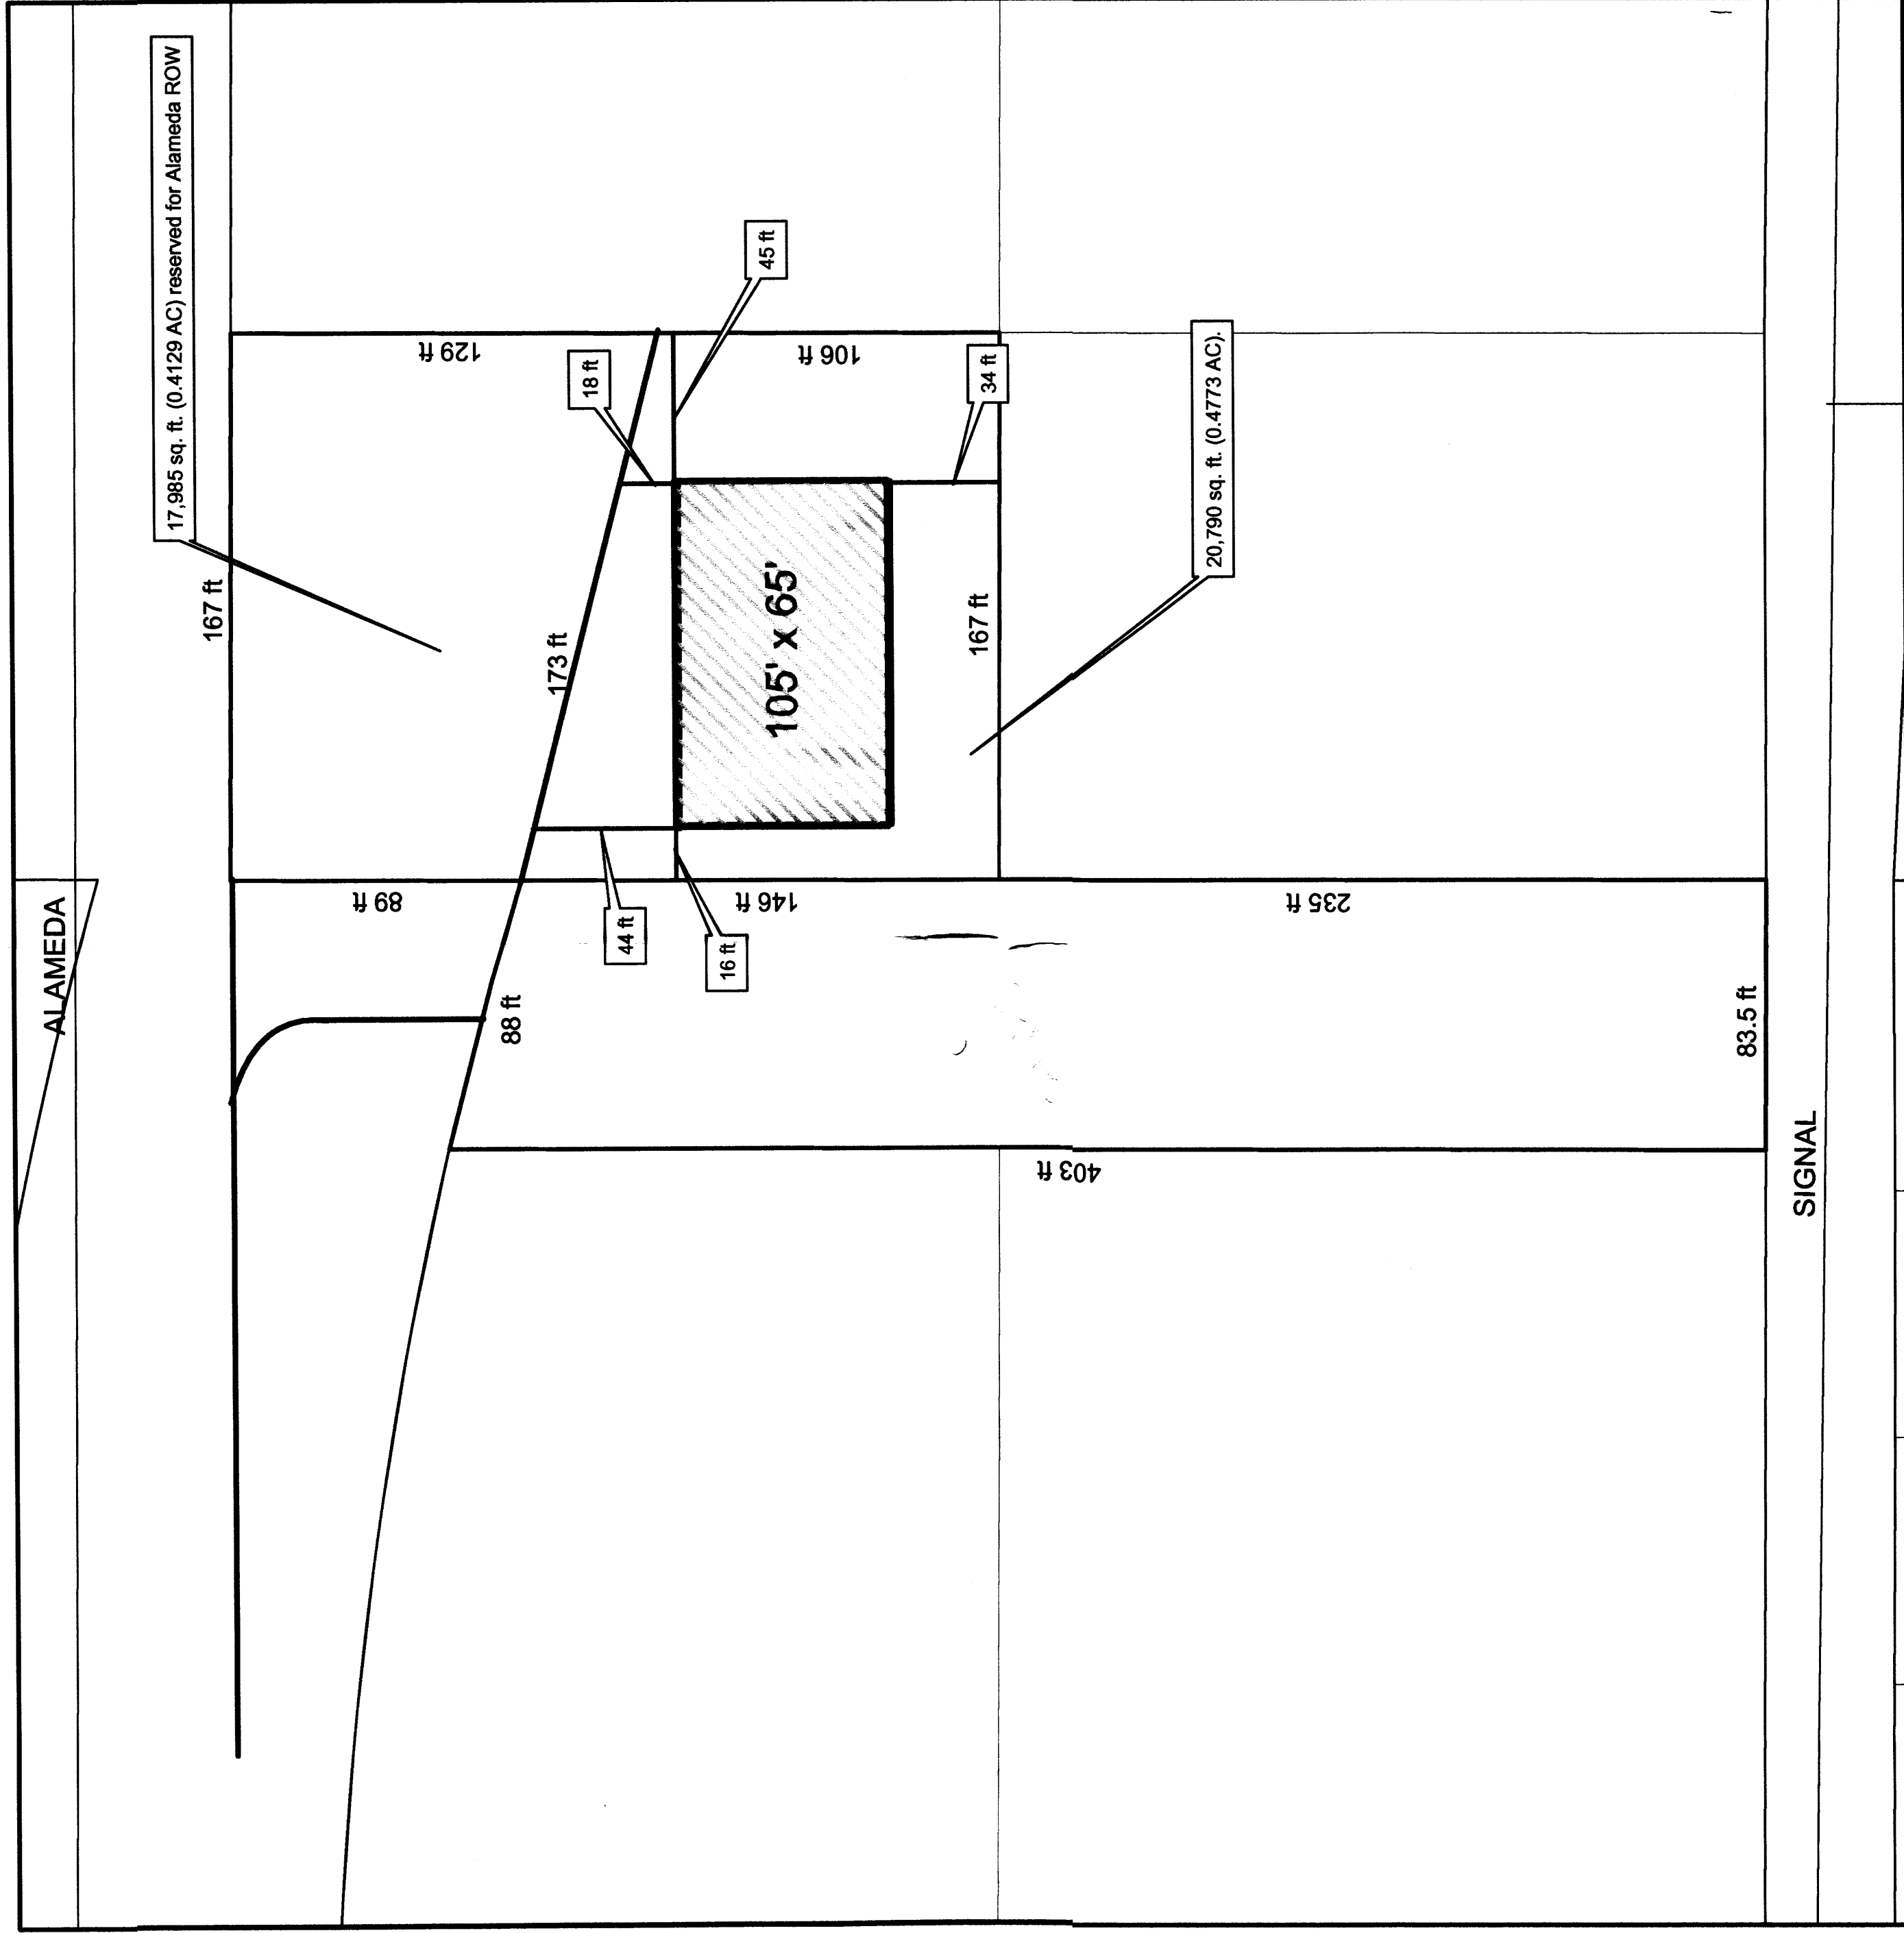 ALAMEDA
17,985 sq. ft. (0.4129 AC) reserved for Alameda ROW
167 ft
129 ft
89 ft
173 ft
18 ft
45 ft
88 ft
44 ft
16 ft
146 ft
106 ft
105' x 65'
34 ft
167 ft
20,790 sq. ft. (0.4773 AC).
235 ft
403 ft
83.5 ft
SIGNAL